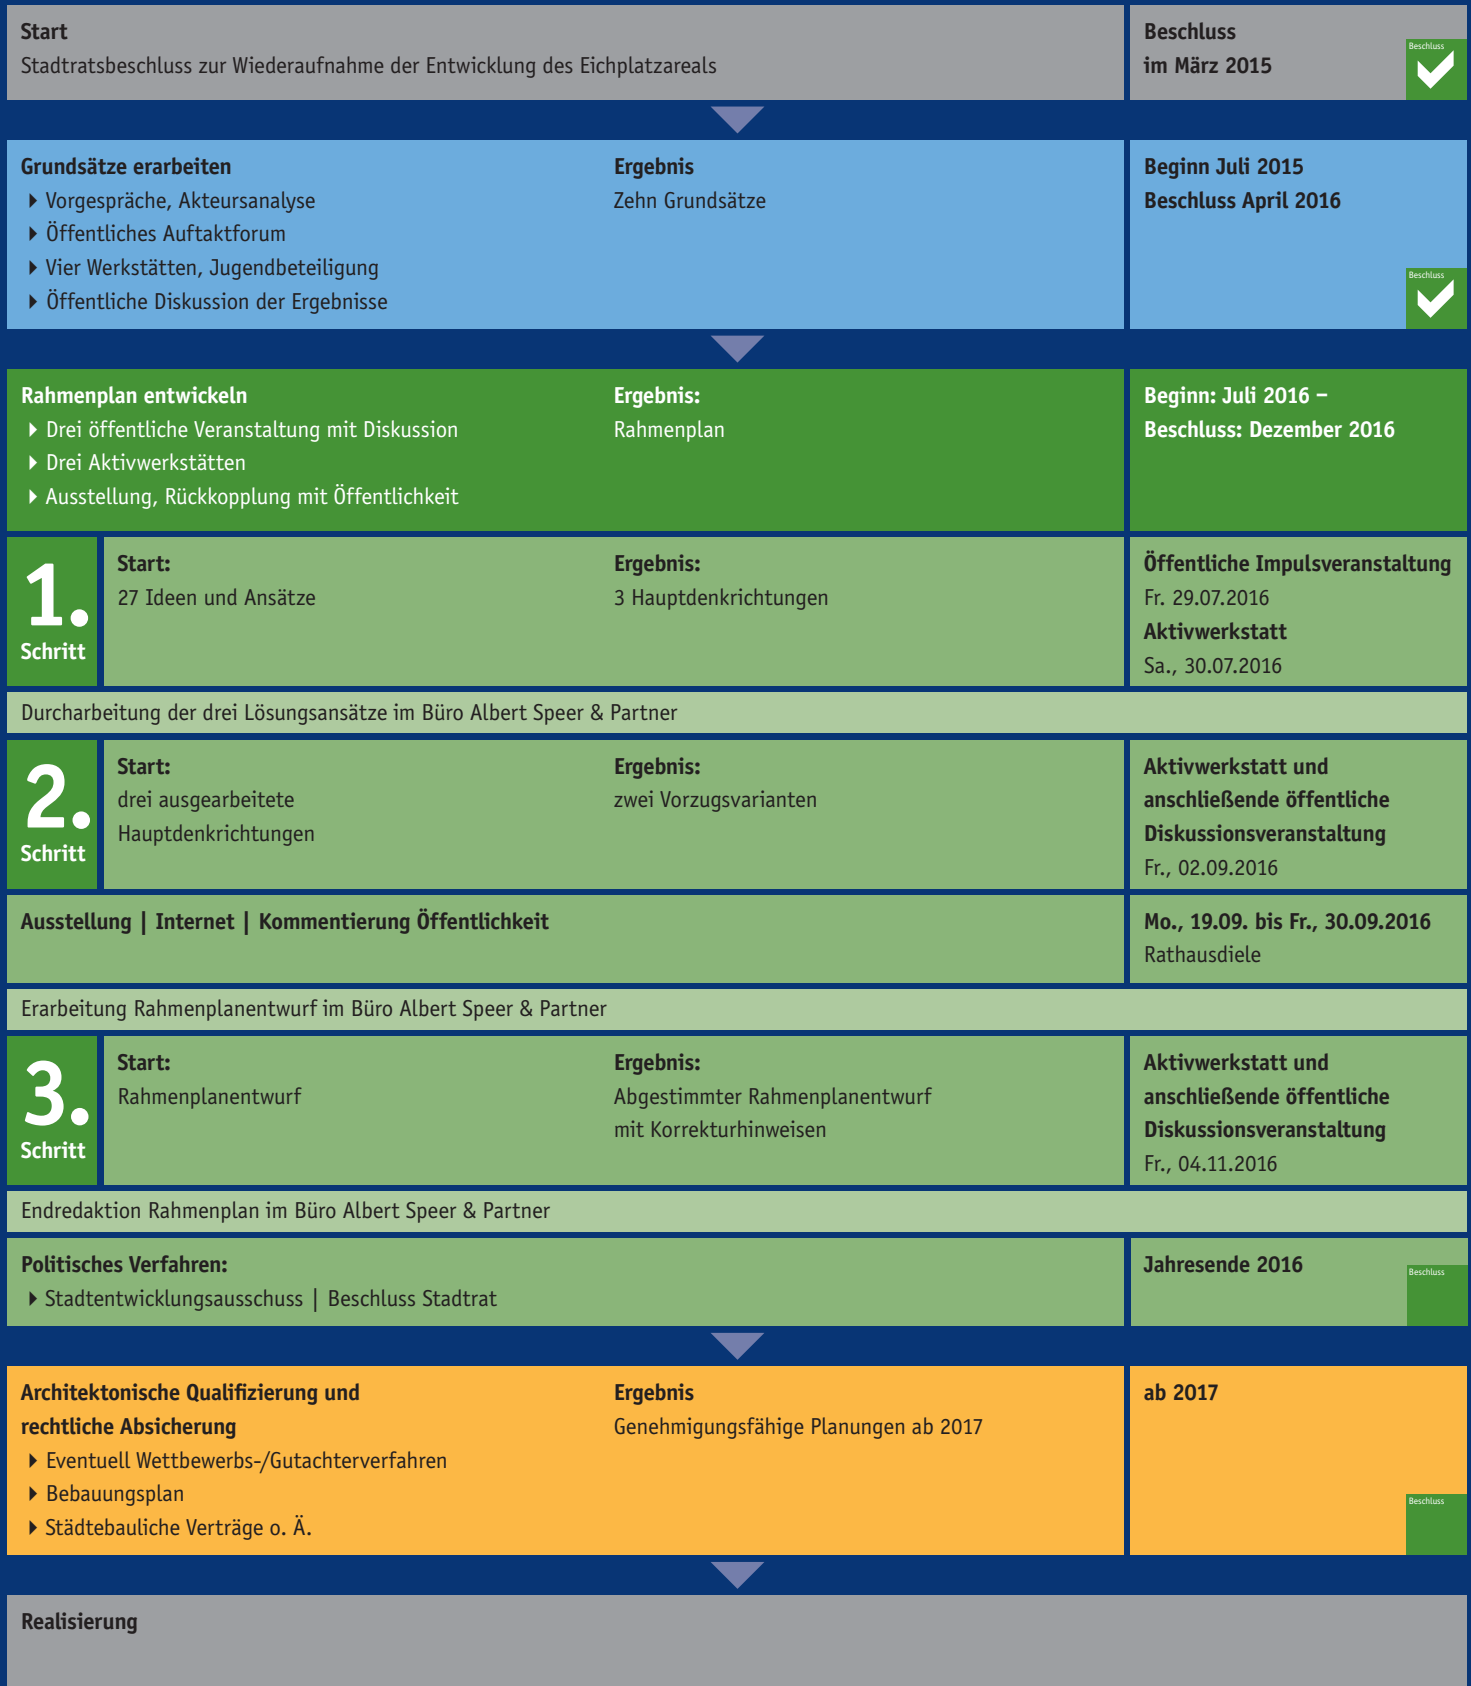 Start
Stadtratsbeschluss zur Wiederaufnahme der Entwicklung des Eichplatzareals
Beschluss
im März 2015
Beschluss
Grundsätze erarbeiten
Vorgespräche, Akteursanalyse
Öffentliches Auftaktforum
Vier Werkstätten, Jugendbeteiligung
Öffentliche Diskussion der Ergebnisse
Ergebnis
Zehn Grundsätze
Beginn Juli 2015
Beschluss April 2016
Beschluss
Rahmenplan entwickeln
Drei öffentliche Veranstaltung mit Diskussion
Drei Aktivwerkstätten
Ausstellung, Rückkopplung mit Öffentlichkeit
Ergebnis:
Rahmenplan
Beginn: Juli 2016 –
Beschluss: Dezember 2016
1.
Schritt
Start:
27 Ideen und Ansätze
Ergebnis:
3 Hauptdenkrichtungen
Öffentliche Impulsveranstaltung
Fr. 29.07.2016
Aktivwerkstatt
Sa., 30.07.2016
Durcharbeitung der drei Lösungsansätze im Büro Albert Speer & Partner
2.
Schritt
Start:
drei ausgearbeitete
Hauptdenkrichtungen
Ergebnis:
zwei Vorzugsvarianten
Aktivwerkstatt und
anschließende öffentliche
Diskussionsveranstaltung
Fr., 02.09.2016
Ausstellung | Internet | Kommentierung Öffentlichkeit
Mo., 19.09. bis Fr., 30.09.2016
Rathausdiele
Erarbeitung Rahmenplanentwurf im Büro Albert Speer & Partner
3.
Schritt
Start:
Rahmenplanentwurf
Ergebnis:
Abgestimmter Rahmenplanentwurf
mit Korrekturhinweisen
Aktivwerkstatt und
anschließende öffentliche
Diskussionsveranstaltung
Fr., 04.11.2016
Endredaktion Rahmenplan im Büro Albert Speer & Partner
Politisches Verfahren:
Stadtentwicklungsausschuss | Beschluss Stadtrat
Jahresende 2016
Beschluss
Architektonische Qualifizierung und
rechtliche Absicherung
Eventuell Wettbewerbs-/Gutachterverfahren
Bebauungsplan
Städtebauliche Verträge o. Ä.
Ergebnis
Genehmigungsfähige Planungen ab 2017
ab 2017
Beschluss
Realisierung